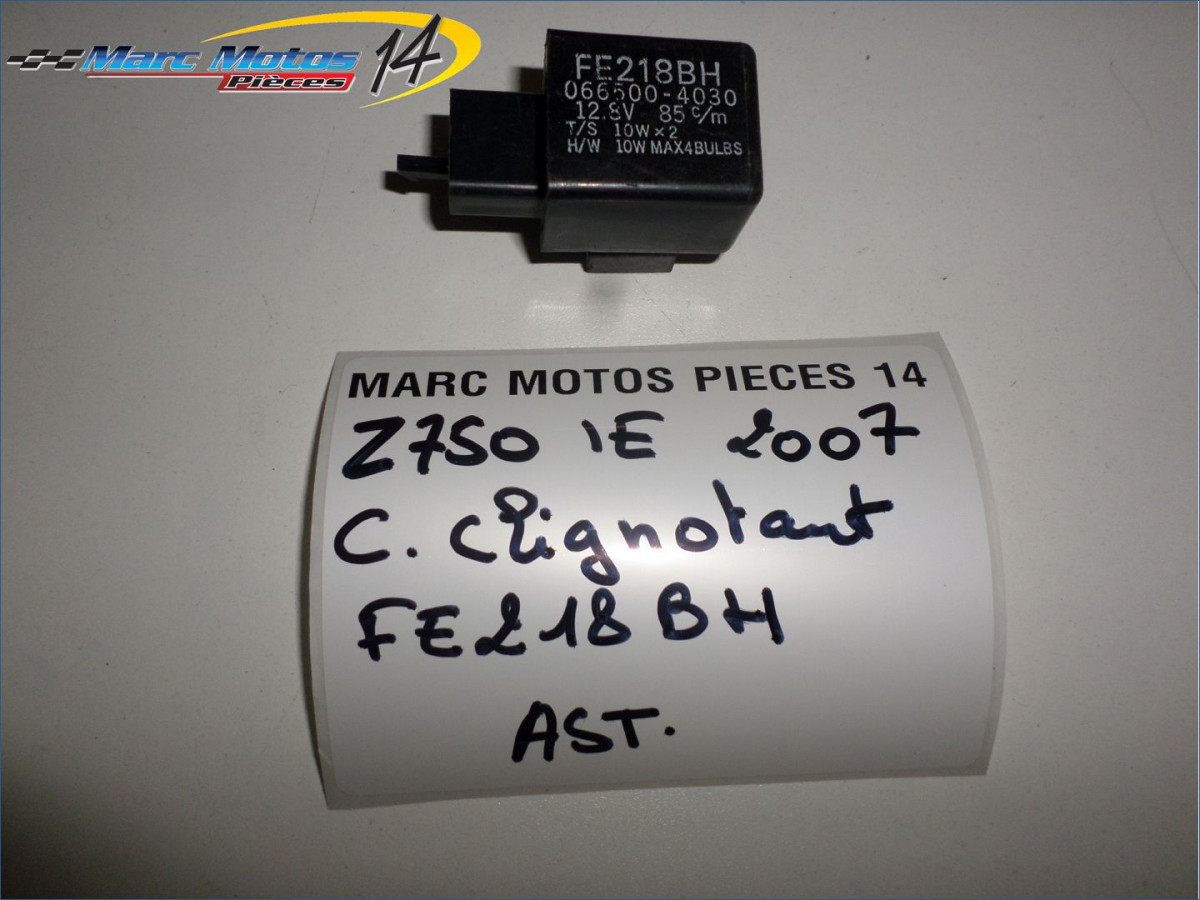 Marc Motos 14
Pièces
FE218BH
066500-4030
12.8V 85 c/m
T/S 10W×2
H/W 10W MAX4BULBS
MARC MOTOS PIECES 14
Z750 IE 2007
C. Clignotant
FE218BH
AST.